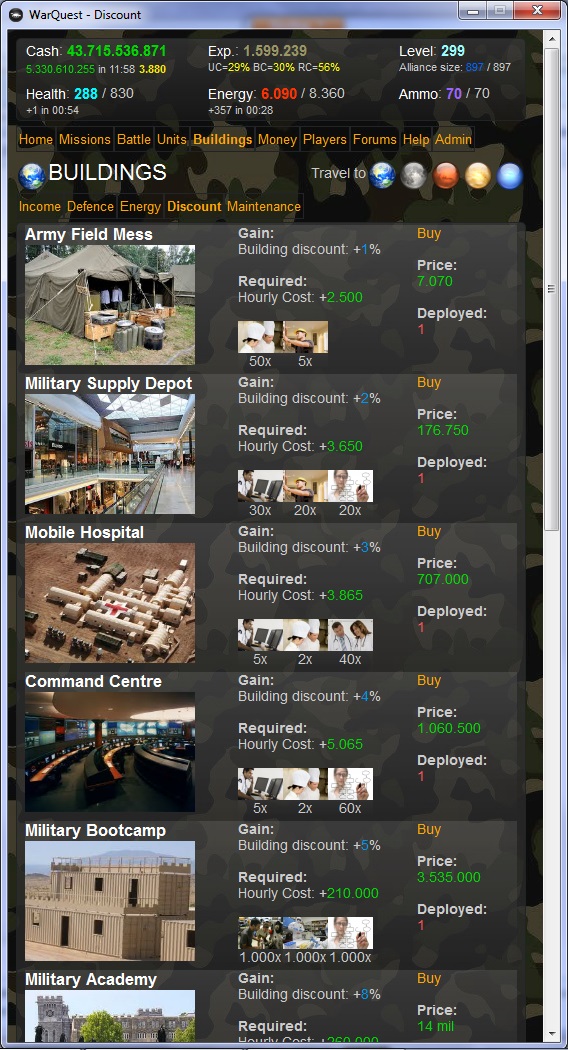 WarQuest - Discount
Cash: 43.715.536.871 Exp.: 1.599.239 Level: 299
5.330.610.255 in 11:58 3.880 UC=29% BC=30% RC=56% Alliance size: 897 / 897
Health: 288 / 830 Energy: 6.090 / 8.360 Ammo: 70 / 70
+1 in 00:54 +357 in 00:28
Home Missions Battle Units Buildings Money Players Forums Help Admin
BUILDINGS Travel to
Income Defence Energy Discount Maintenance
Army Field Mess Gain: Buy
Building discount: +1%
Price:
Required: 7.070
Hourly Cost: +2.500
Deployed:
1
50x 5x
Military Supply Depot Gain: Buy
Building discount: +2%
Price:
Required: 176.750
Hourly Cost: +3.650
Deployed:
1
30x 20x 20x
Mobile Hospital Gain: Buy
Building discount: +3%
Price:
Required: 707.000
Hourly Cost: +3.865
Deployed:
1
5x 2x 40x
Command Centre Gain: Buy
Building discount: +4%
Price:
Required: 1.060.500
Hourly Cost: +5.065
Deployed:
1
5x 2x 60x
Military Bootcamp Gain: Buy
Building discount: +5%
Price:
Required: 3.535.000
Hourly Cost: +210.000
Deployed:
1
1.000x 1.000x 1.000x
Military Academy Gain: Buy
Building discount: +8%
Price:
Required: 14 mil
Hourly Cost: +260.000